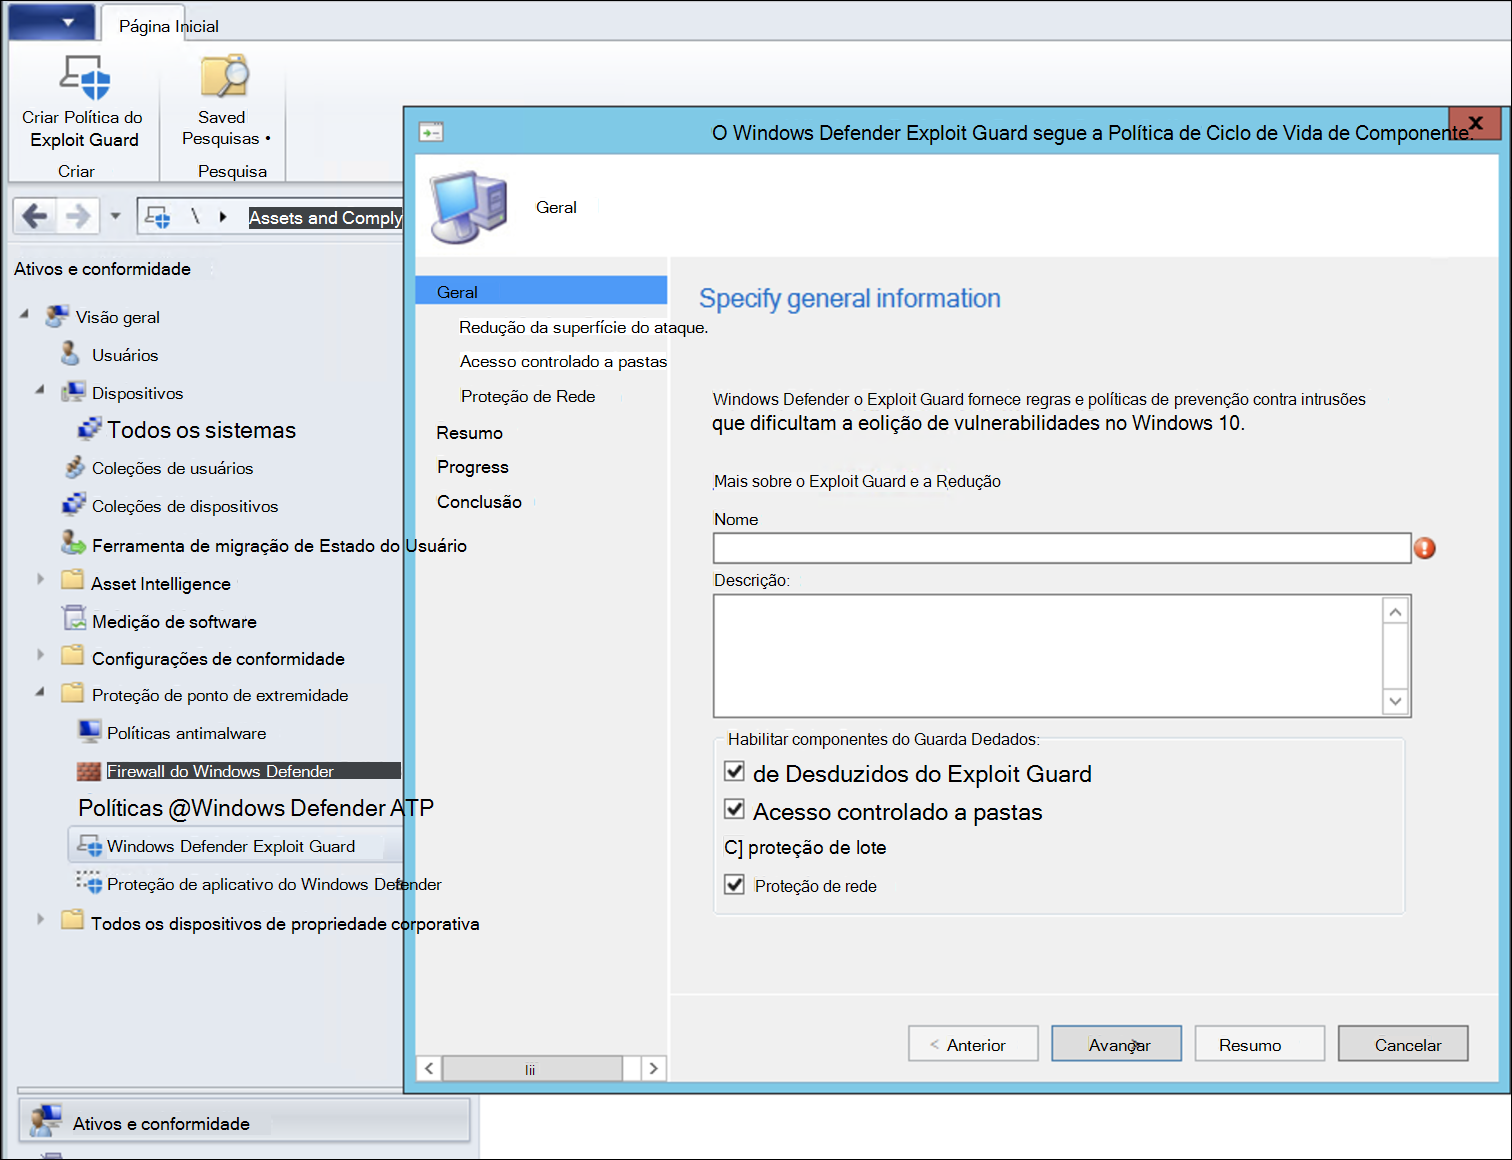 Página Inicial
Criar Política do
Exploit Guard
Criar
Saved
Pesquisas •
Pesquisa
\
Assets and Comply
Ativos e conformidade
Visão geral
Usuários
Dispositivos
Todos os sistemas
Coleções de usuários
Coleções de dispositivos
Ferramenta de migração de Estado do Usuário
Asset Intelligence
Medição de software
Configurações de conformidade
Proteção de ponto de extremidade
Políticas antimalware
Firewall do Windows Defender
Políticas @Windows Defender ATP
Windows Defender Exploit Guard
Proteção de aplicativo do Windows Defender
Todos os dispositivos de propriedade corporativa
Ativos e conformidade
O Windows Defender Exploit Guard segue a Política de Ciclo de Vida de Componente.
X
Geral
Geral
Redução da superfície do ataque.
Acesso controlado a pastas
Proteção de Rede
Resumo
Progress
Conclusão
lii
Specify general information
Windows Defender o Exploit Guard fornece regras e políticas de prevenção contra intrusões
que dificultam a eolição de vulnerabilidades no Windows 10.
Mais sobre o Exploit Guard e a Redução
Nome
Descrição:
Habilitar componentes do Guarda Dedados:
de Desduzidos do Exploit Guard
Acesso controlado a pastas
C] proteção de lote
Proteção de rede
< Anterior
Avançar
Resumo
Cancelar